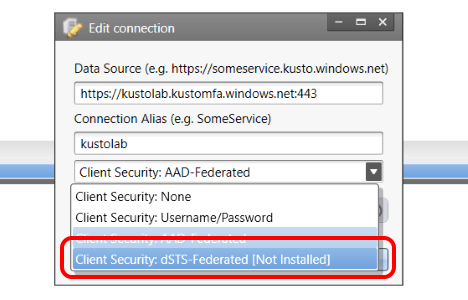 Edit connection
Data Source (e.g. https://someservice.kusto.windows.net)
https://kustolab.kustomfa.windows.net:443
Connection Alias (e.g. SomeService)
kustolab
Client Security: AAD-Federated
Client Security: None
Client Security: Username/Password
Client Security: AAD-Federated
Client Security: dSTS-Federated [Not Installed]